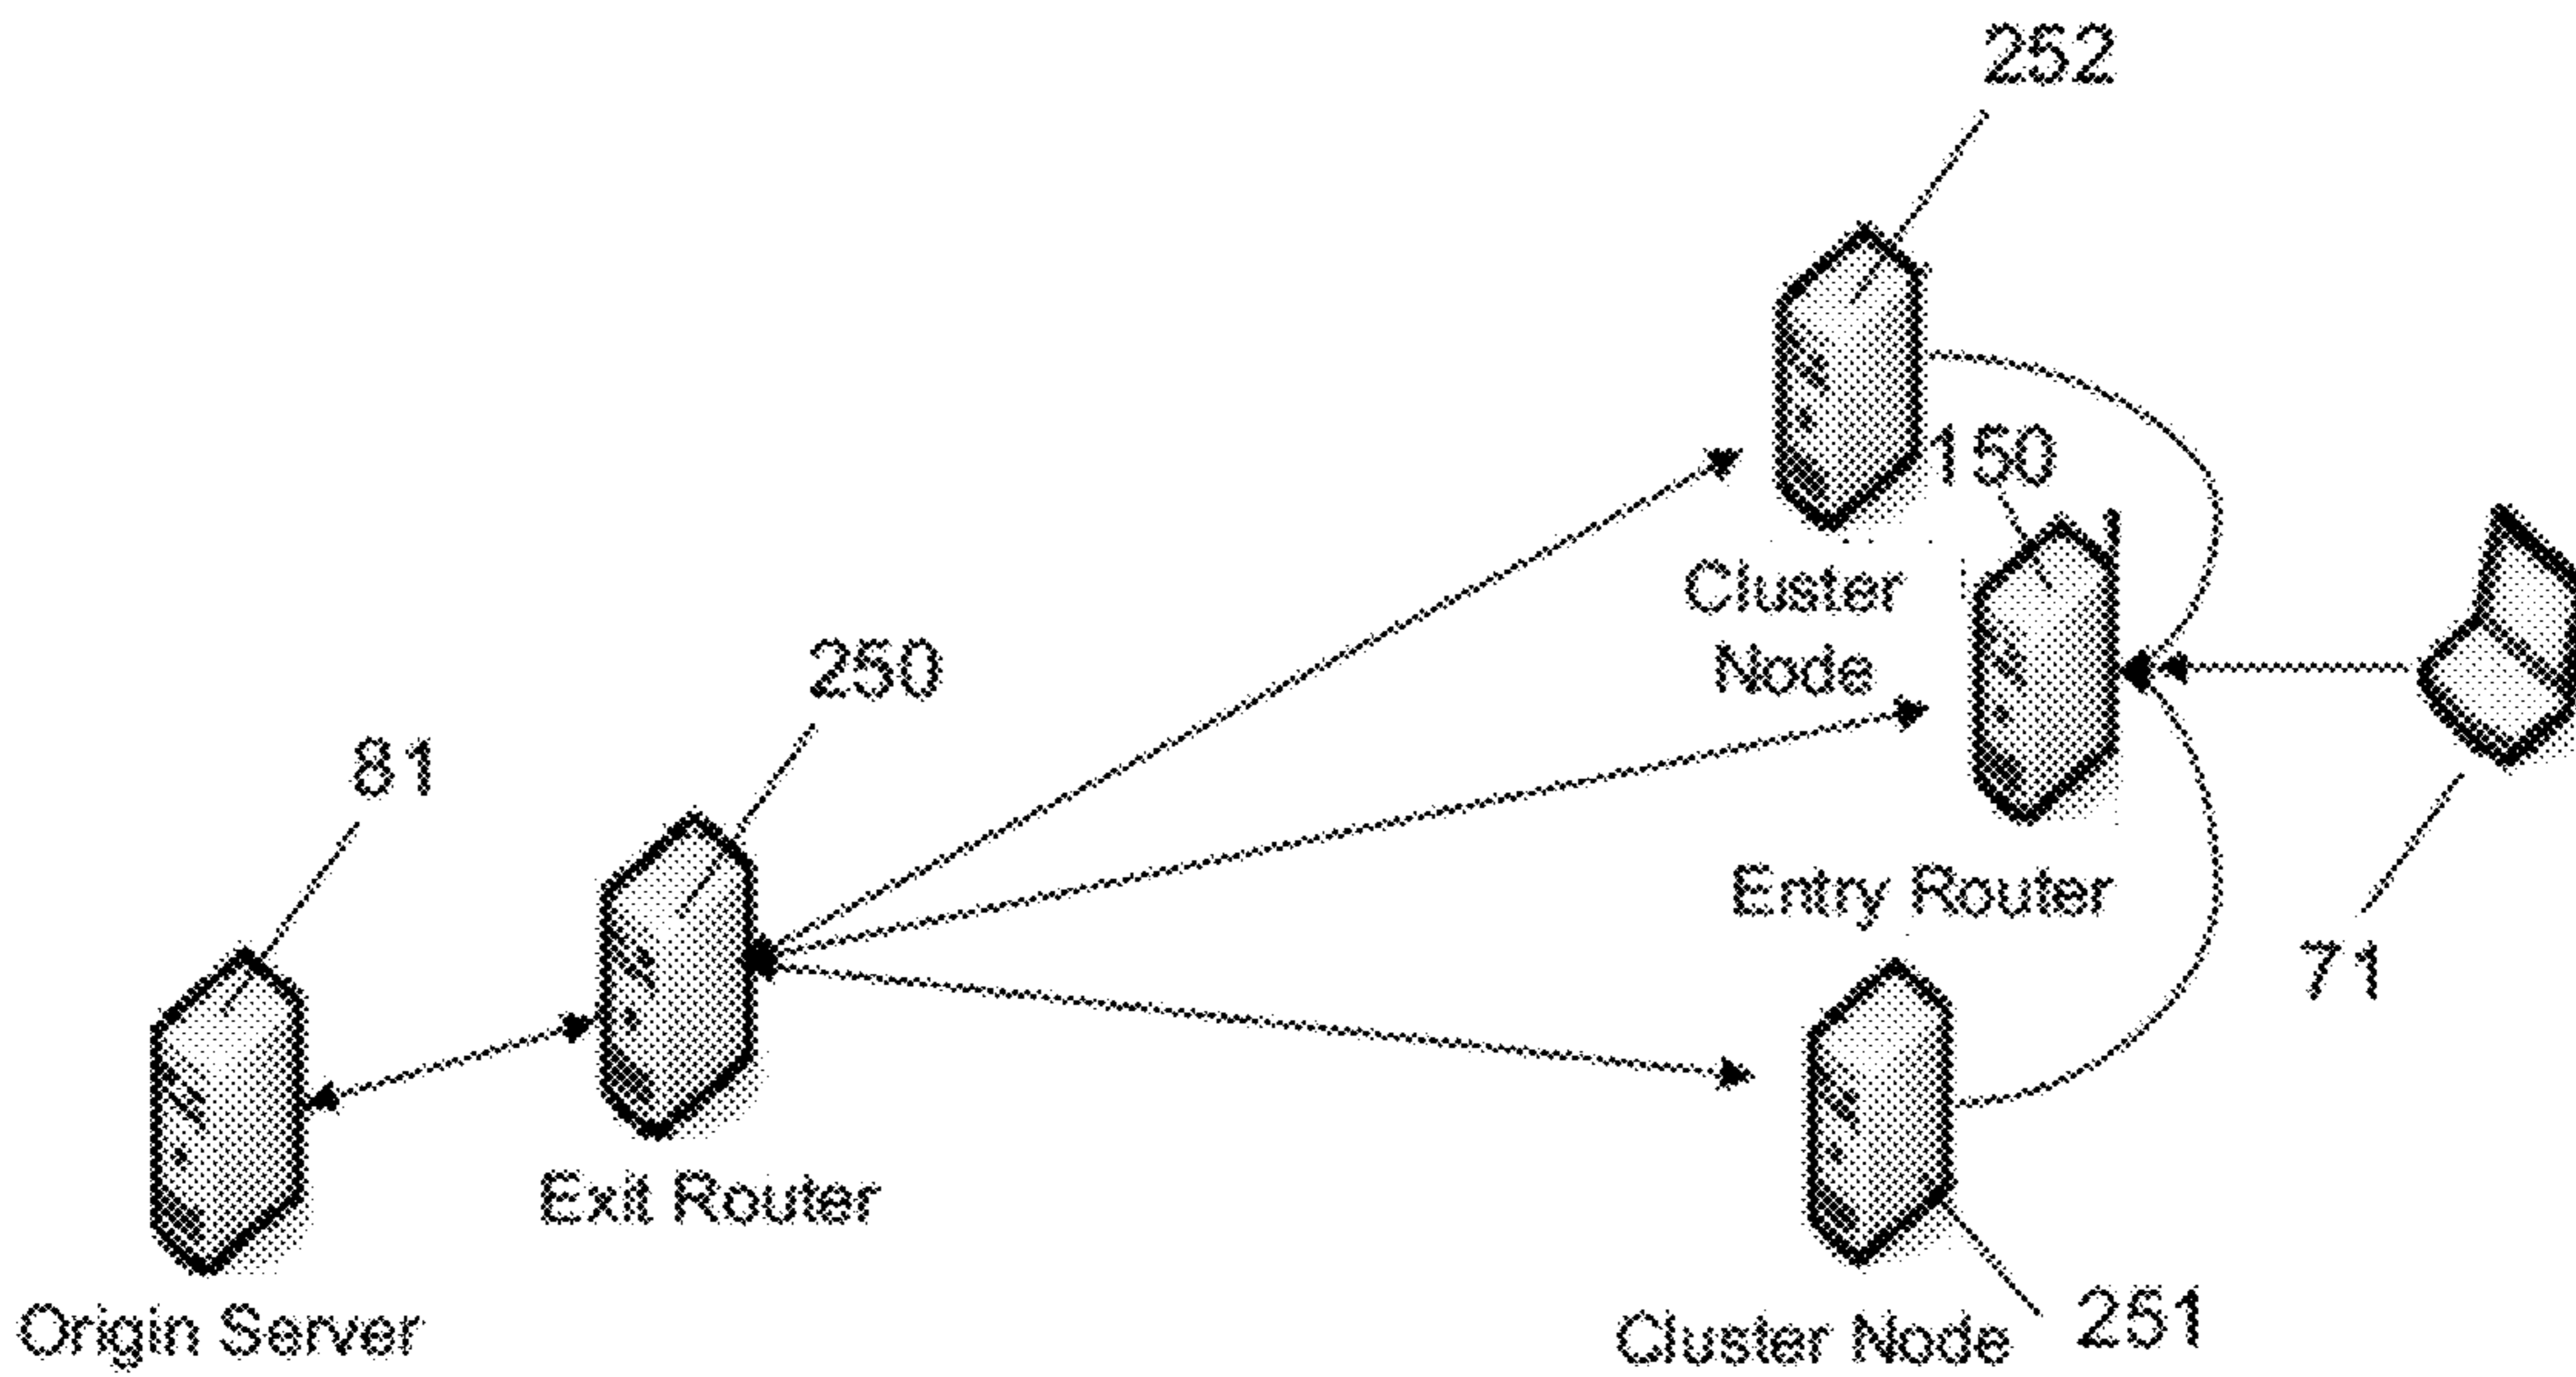 252
150
Cluster
Node
250
81
Entry Router
71
Exit Router
251
Origin Server
Cluster Node